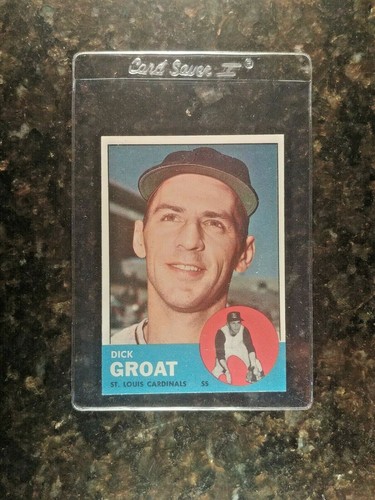 Card Saver I®
DICK
GROAT
ST. LOUIS CARDINALS SS